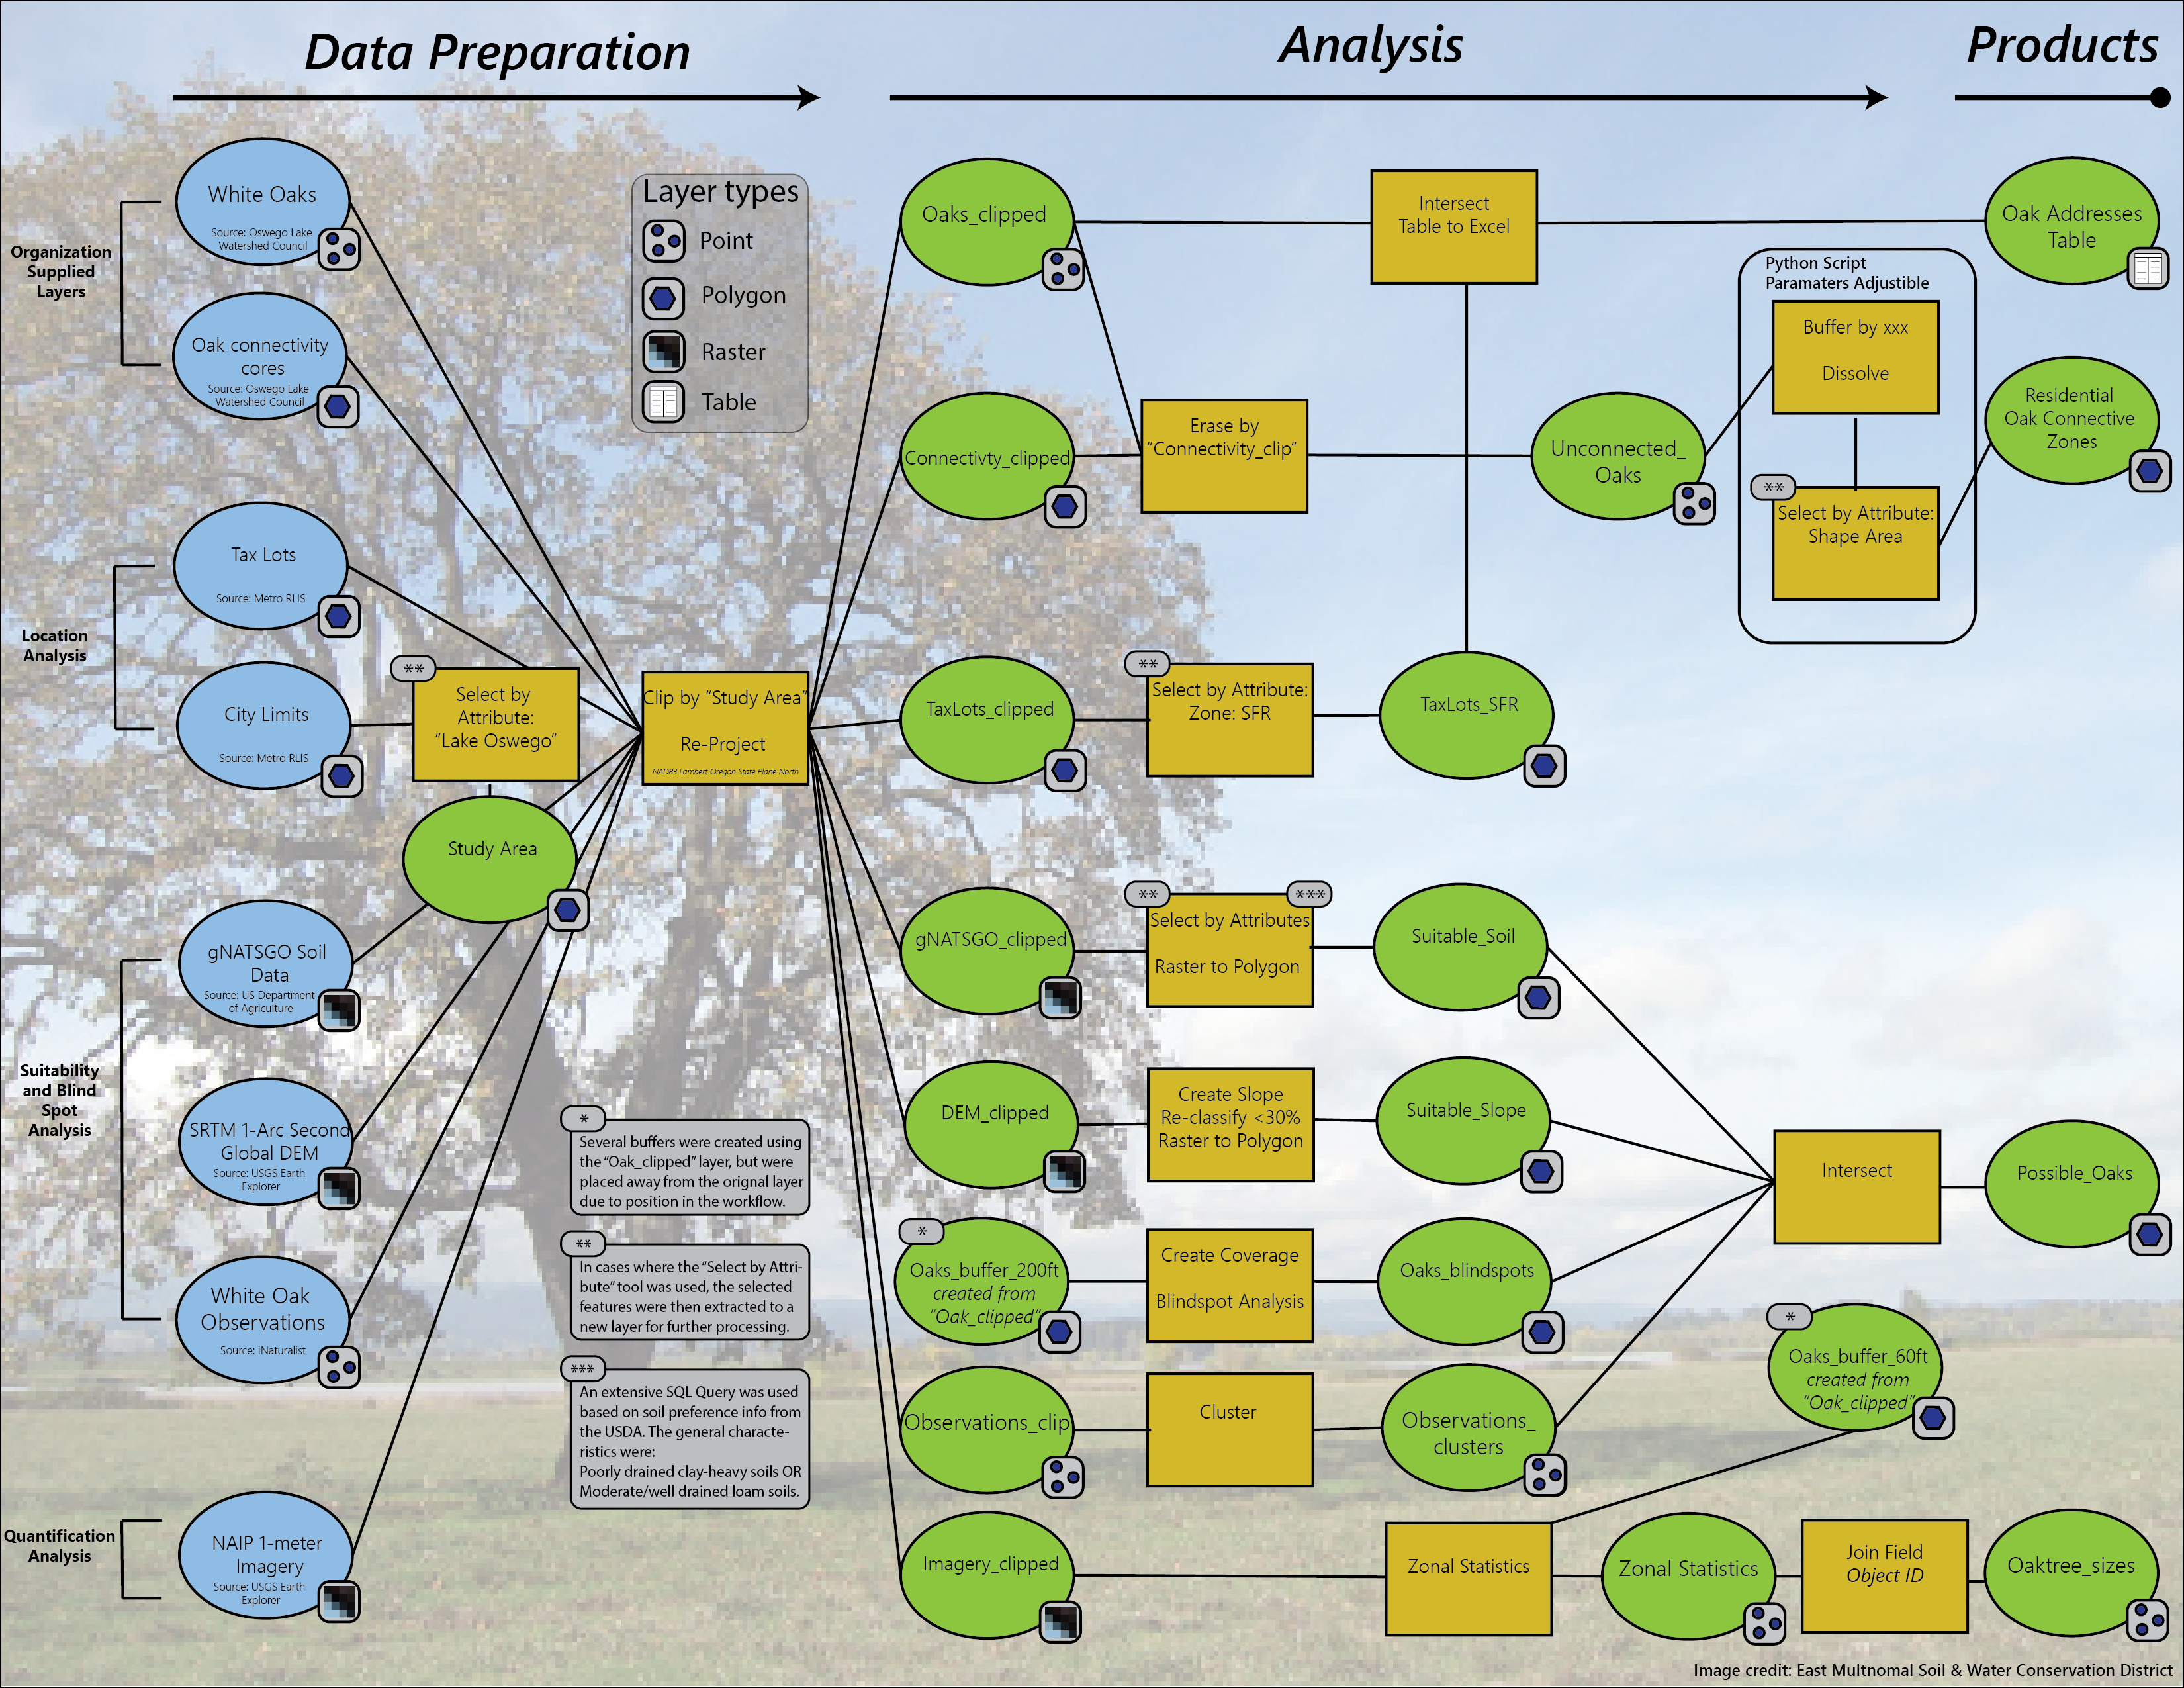 Data Preparation
Analysis
Products
Organization
Supplied
Layers
White Oaks
Source: Oswego Lake
Watershed Council
Oak connectivity
cores
Source: Oswego Lake
Watershed Council
Location
Analysis
Tax Lots
Source: Metro RLIS
City Limits
Source: Metro RLIS
Suitability
and Blind
Spot
Analysis
gNATSGO Soil
Data
Source: US Department
of Agriculture
SRTM 1-Arc Second
Global DEM
Source: USGS Earth
Explorer
White Oak
Observations
Source: iNaturalist
Quantification
Analysis
NAIP 1-meter
Imagery
Source: USGS Earth
Explorer
**
Select by
Attribute:
“Lake Oswego”
Study Area
Layer types
Point
Polygon
Raster
Table
Clip by “Study Area”
Re-Project
NAD83 Lambert Oregon State Plane North
*
Several buffers were created using
the “Oak_clipped” layer, but were
placed away from the orignal layer
due to position in the workflow.
**
In cases where the “Select by Attri-
bute” tool was used, the selected
features were then extracted to a
new layer for further processing.
***
An extensive SQL Query was used
based on soil preference info from
the USDA. The general characte-
ristics were:
Poorly drained clay-heavy soils OR
Moderate/well drained loam soils.
Oaks_clipped
Intersect
Table to Excel
Oak Addresses
Table
Connectivty_clipped
Erase by
“Connectivity_clip”
Unconnected_
Oaks
Python Script
Paramaters Adjustible
Buffer by xxx
Dissolve
**
Select by Attribute:
Shape Area
Residential
Oak Connective
Zones
TaxLots_clipped
**
Select by Attribute:
Zone: SFR
TaxLots_SFR
gNATSGO_clipped
**
***
Select by Attributes
Raster to Polygon
Suitable_Soil
DEM_clipped
Create Slope
Re-classify <30%
Raster to Polygon
Suitable_Slope
*
Oaks_buffer_200ft
created from
“Oak_clipped”
Create Coverage
Blindspot Analysis
Oaks_blindspots
Observations_clip
Cluster
Observations_
clusters
Intersect
Possible_Oaks
*
Oaks_buffer_60ft
created from
“Oak_clipped”
Imagery_clipped
Zonal Statistics
Zonal Statistics
Join Field
Object ID
Oaktree_sizes
Image credit: East Multnomal Soil & Water Conservation District